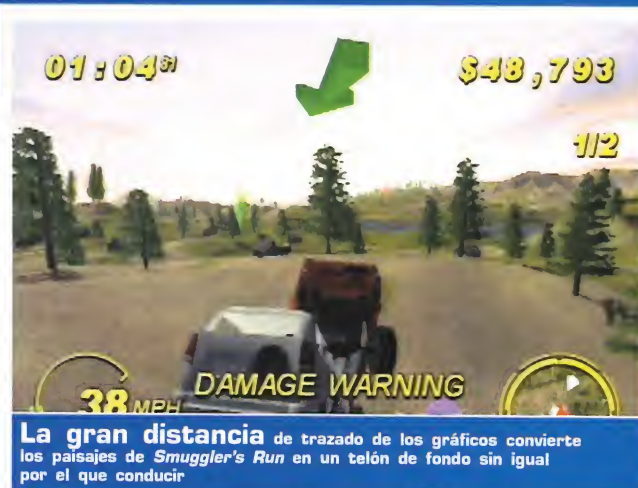 01:04 61
$48,793
1/2
DAMAGE WARNING
38 MPH
La gran distancia de trazado de los gráficos convierte
los paisajes de Smuggler's Run en un telón de fondo sin igual
por el que conducir